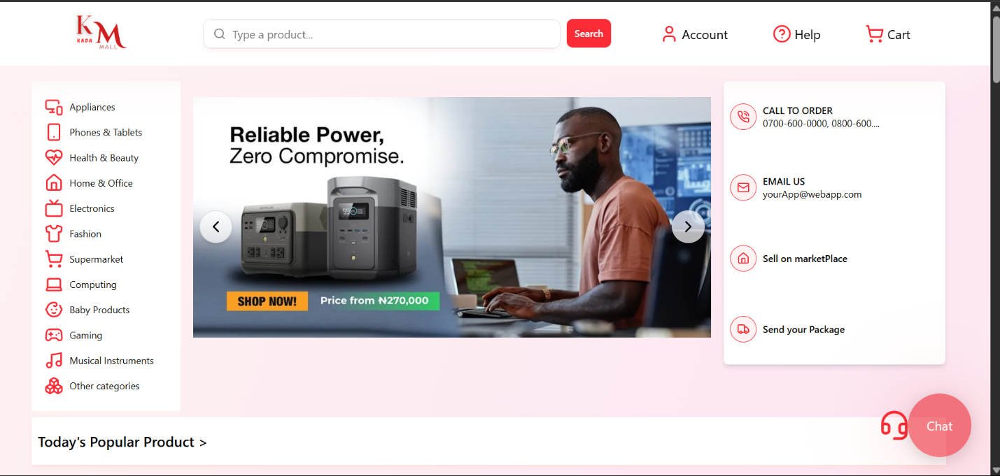 K M
KADA
MALL
Type a product...
Search
Account
Help
Cart
Appliances
Phones & Tablets
Health & Beauty
Home & Office
Electronics
Fashion
Supermarket
Computing
Baby Products
Gaming
Musical Instruments
Other categories
Reliable Power,
Zero Compromise.
SHOP NOW!
Price from ₦270,000
CALL TO ORDER
0700-600-0000, 0800-600....
EMAIL US
yourApp@webapp.com
Sell on marketPlace
Send your Package
Today's Popular Product >
Chat